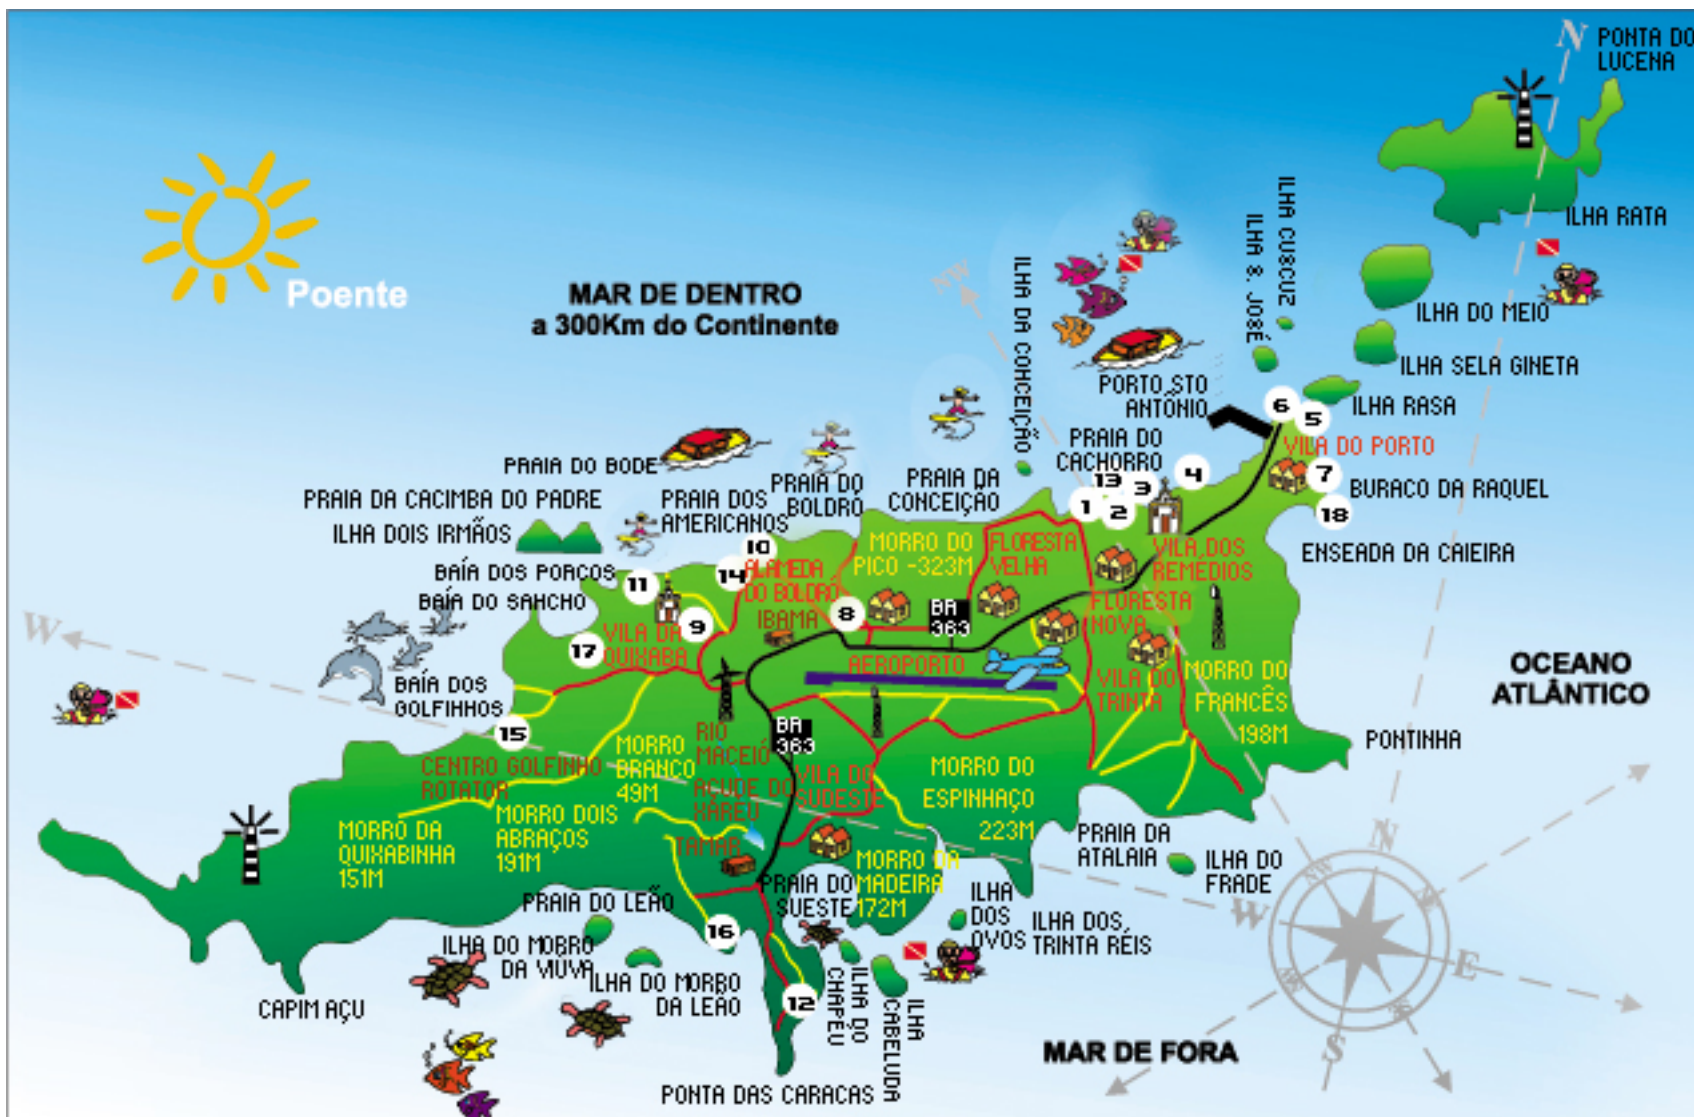 N
PONTA DO
LUCENA
ILHA RATA
ILHA CUSCUZ
ILHA S. JOSÉ
ILHA DO MEIO
ILHA SELA GINETA
ILHA RASA
Poente
MAR DE DENTRO
a 300Km do Continente
NW
ILHA DA CONCEIÇÃO
PORTO STO
ANTÔNIO
6
5
VILA DO PORTO
7
BURACO DA RAQUEL
18
ENSEADA DA CAIEIRA
PRAIA DO
CACHORRO
13
3
4
1
2
PRAIA DA
CONCEIÇÃO
PRAIA DO
BOLDRO
PRAIA DO BODE
PRAIA DOS
AMERICANOS
PRAIA DA CACIMBA DO PADRE
ILHA DOIS IRMÃOS
BAÍA DOS PORCOS
BAÍA DO SAHCHO
BAÍA DOS
GOLFINHOS
W
10
14
11
9
17
8
15
ALAMEDA
DO BOLDRÓ
IBAMA
MORRO DO
PICO -323M
FLORESTA
VELHA
VILA DOS
REMÉDIOS
FLORESTA
NOVA
BR
363
AEROPORTO
VILA DO
TRINTA
MORRO DO
FRANCÊS
198M
OCEANO
ATLÂNTICO
PONTINHA
VILA DA
QUIXABA
CENTRO GOLFINHO
ROTATOR
MORRO
BRANCO
49M
RIO
MACEIÓ
BR
363
AÇUDE DO
XÁREU
VILA DO
SUDESTE
MORRO DO
ESPINHAÇO
223M
MORRO DA
QUIXABINHA
151M
MORRO DOIS
ABRAÇOS
191M
TAMAR
MORRO DA
MADEIRA
172M
PRAIA DA
ATALAIA
ILHA DO
FRADE
PRAIA DO
SUESTE
ILHA
DOS
OVOS
ILHA DOS
TRINTA RÉIS
PRAIA DO LEÃO
16
ILHA DO MORRO
DA VIÚVA
ILHA DO MORRO
DA LEÃO
CAPIM AÇU
12
ILHA DO
CHAPÉU
ILHA
CABELUDA
PONTA DAS CARACAS
MAR DE FORA
N
NW
W
E
S